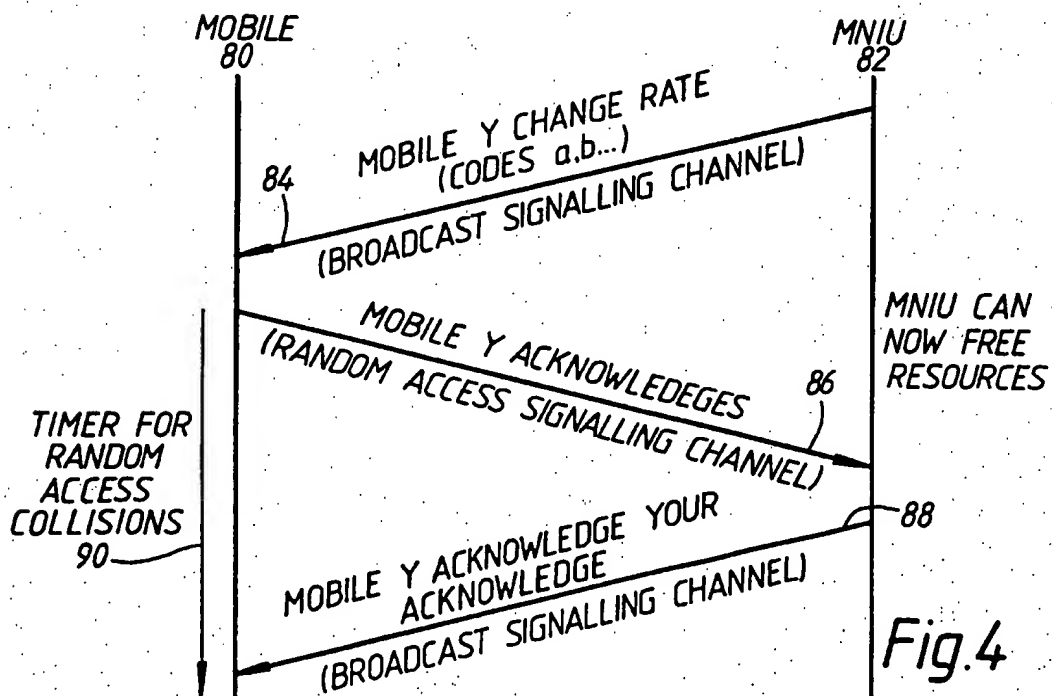 MOBILE
80
MNIU
82
MOBILE Y CHANGE RATE
(CODES a,b...)
84
(BROADCAST SIGNALLING CHANNEL)
MOBILE Y ACKNOWLEDEGES
(RANDOM ACCESS SIGNALLING CHANNEL)
86
MNIU CAN
NOW FREE
RESOURCES
TIMER FOR
RANDOM
ACCESS
COLLISIONS
90
88
MOBILE Y ACKNOWLEDGE YOUR
ACKNOWLEDGE
(BROADCAST SIGNALLING CHANNEL)
Fig.4